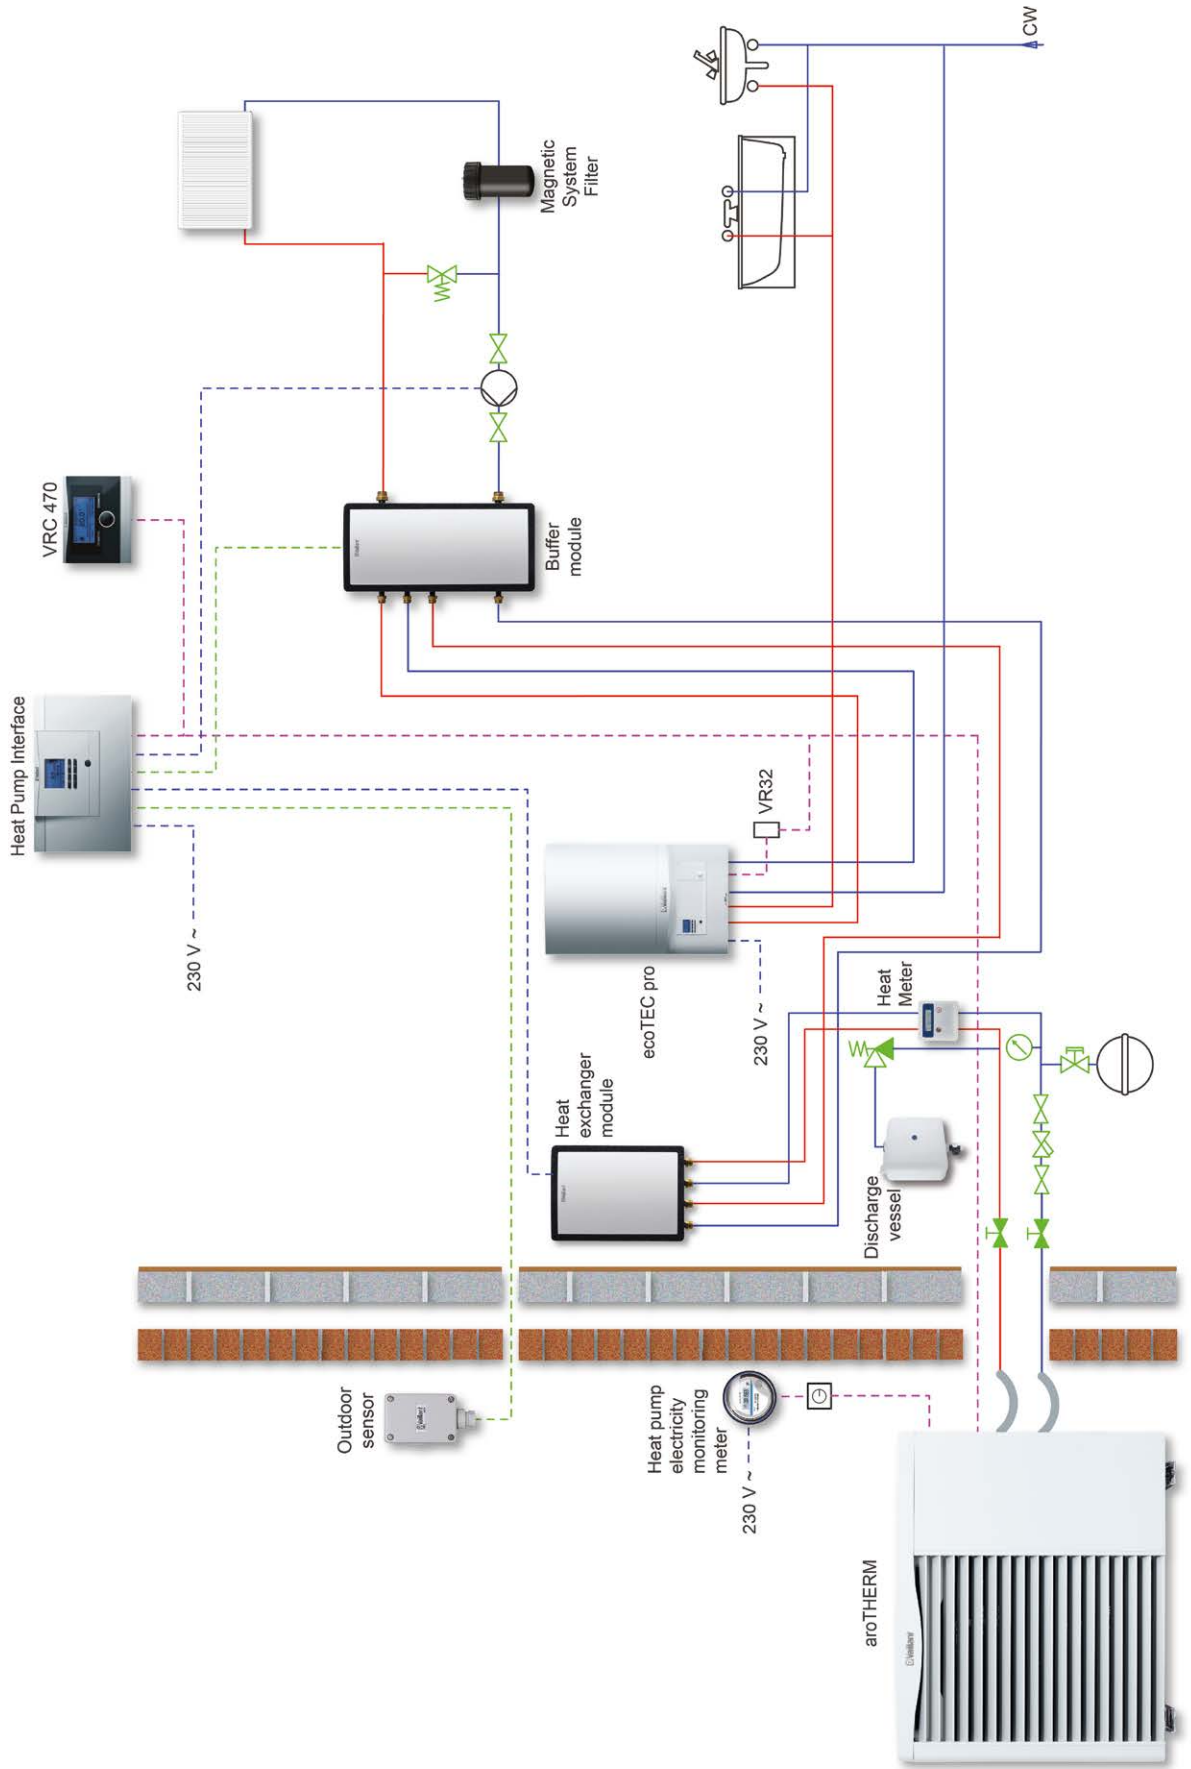 Heat Pump Interface
VRC 470
230 V ~
Buffer
module
Magnetic
System
Filter
CW
VR32
ecoTEC pro
230 V ~
Heat
Meter
Heat
exchanger
module
Discharge
vessel
Outdoor
sensor
Heat pump
electricity
monitoring
meter
230 V ~
aroTHERM
Vaillant